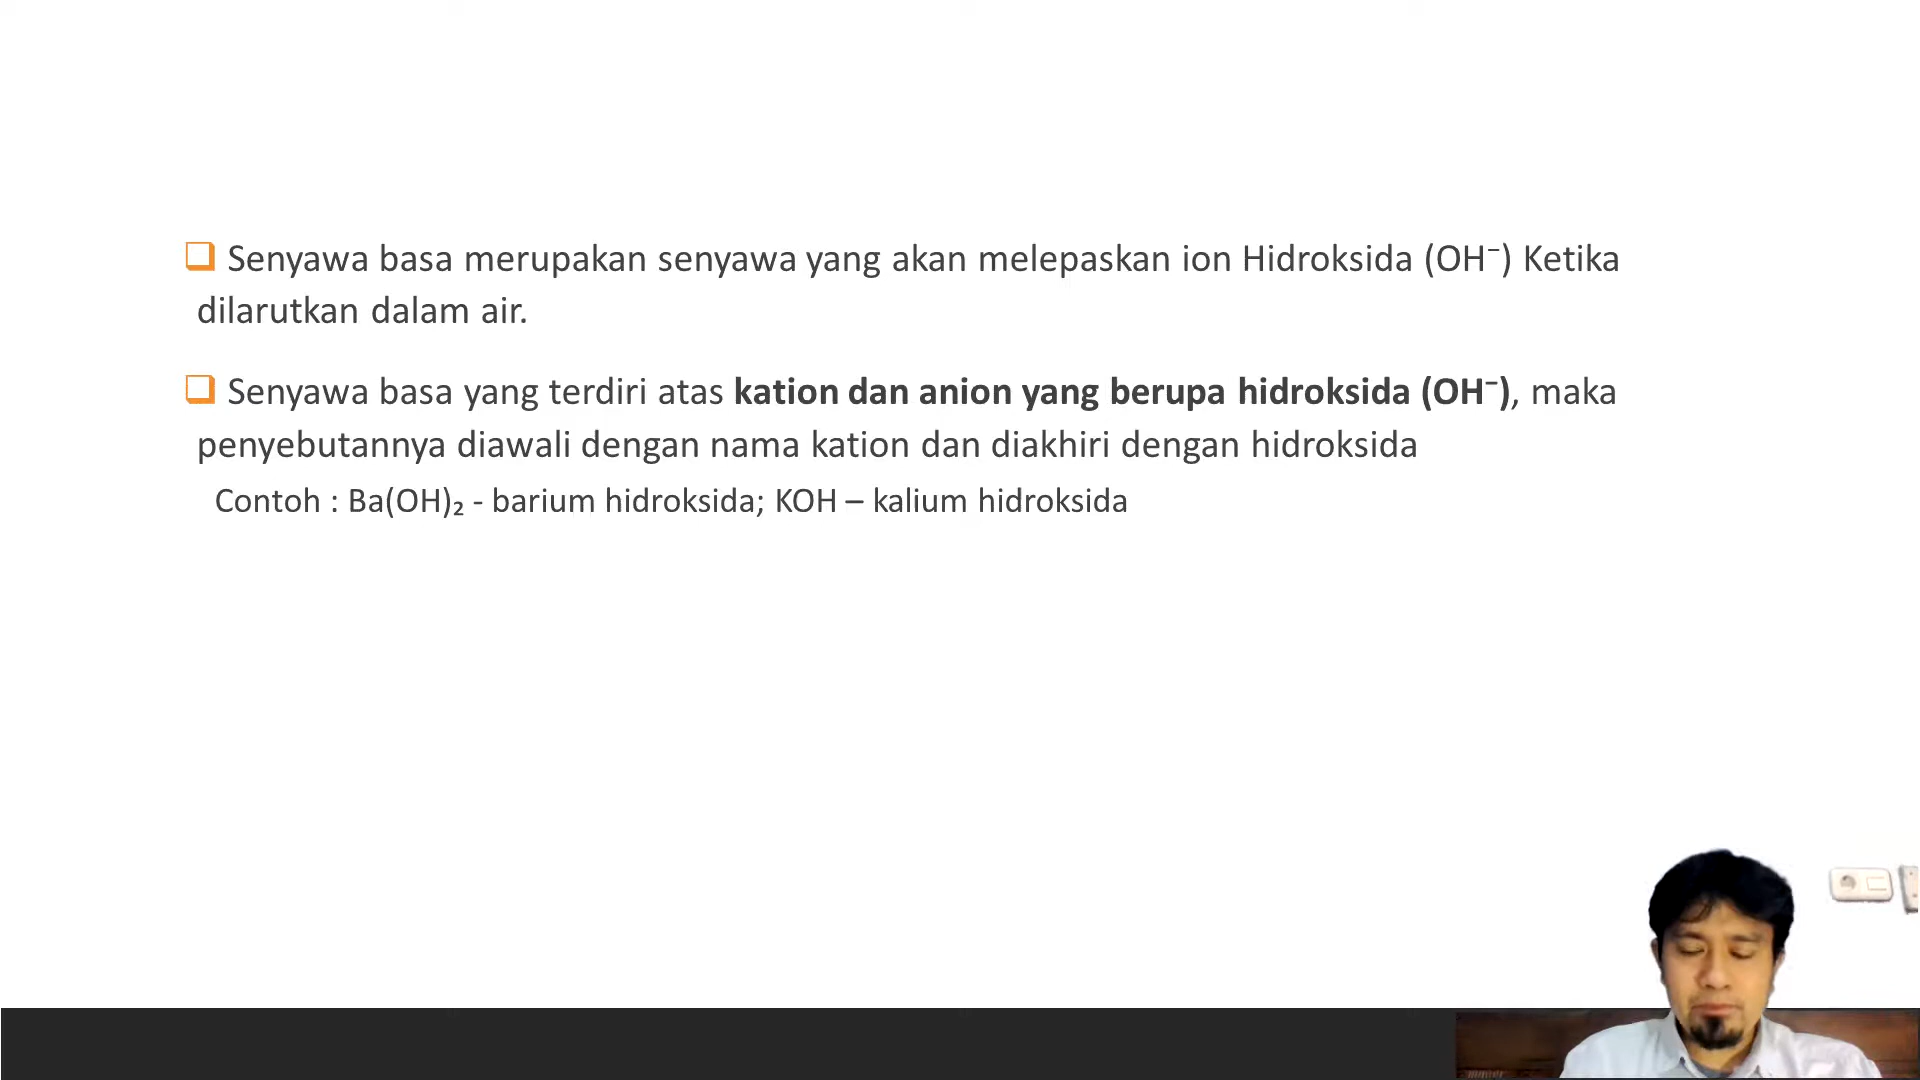 Senyawa basa merupakan senyawa yang akan melepaskan ion Hidroksida (OH⁻) Ketika
dilarutkan dalam air.
Senyawa basa yang terdiri atas kation dan anion yang berupa hidroksida (OH⁻), maka
penyebutannya diawali dengan nama kation dan diakhiri dengan hidroksida
Contoh : Ba(OH)₂ - barium hidroksida; KOH – kalium hidroksida